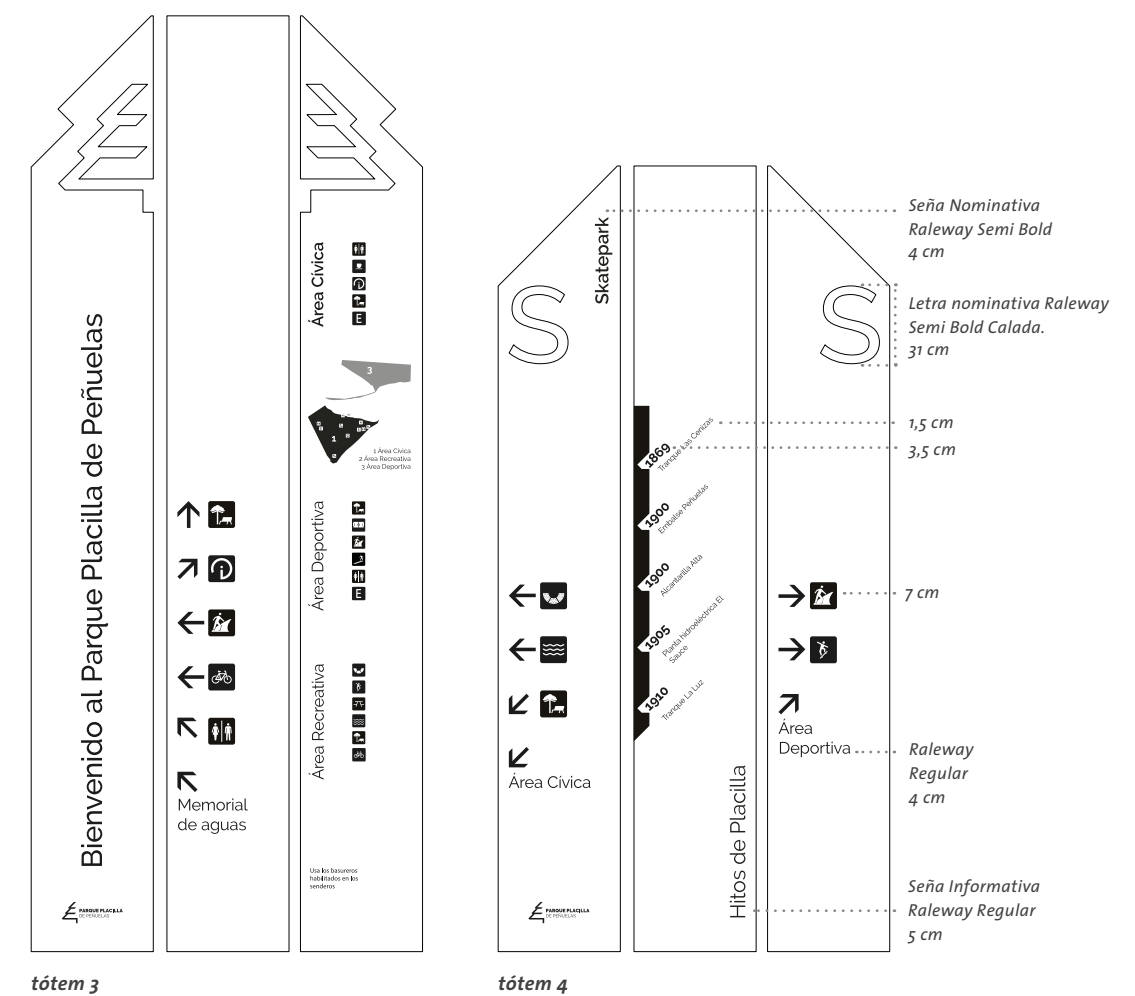 Bienvenido al Parque Placilla de Peñuelas
PARQUE PLACILLA
DE PEÑUELAS
Memorial
de aguas
Área Cívica
E
3
1
1 Área Cívica
2 Área Recreativa
3 Área Deportiva
Área Deportiva
E
Área Recreativa
Usa los basureros
habilitados en los
senderos
tótem 3
Skatepark
S
Área Cívica
PARQUE PLACILLA
DE PEÑUELAS
1869
Tranque Las Cenizas
1900
Embalse Peñuelas
1900
Alcantarilla Alta
1905
Planta hidroeléctrica El
Sauce
1910
Tranque La Luz
Hitos de Placilla
S
Área
Deportiva
tótem 4
Seña Nominativa
Raleway Semi Bold
4 cm
Letra nominativa Raleway
Semi Bold Calada.
31 cm
1,5 cm
3,5 cm
7 cm
Raleway
Regular
4 cm
Seña Informativa
Raleway Regular
5 cm